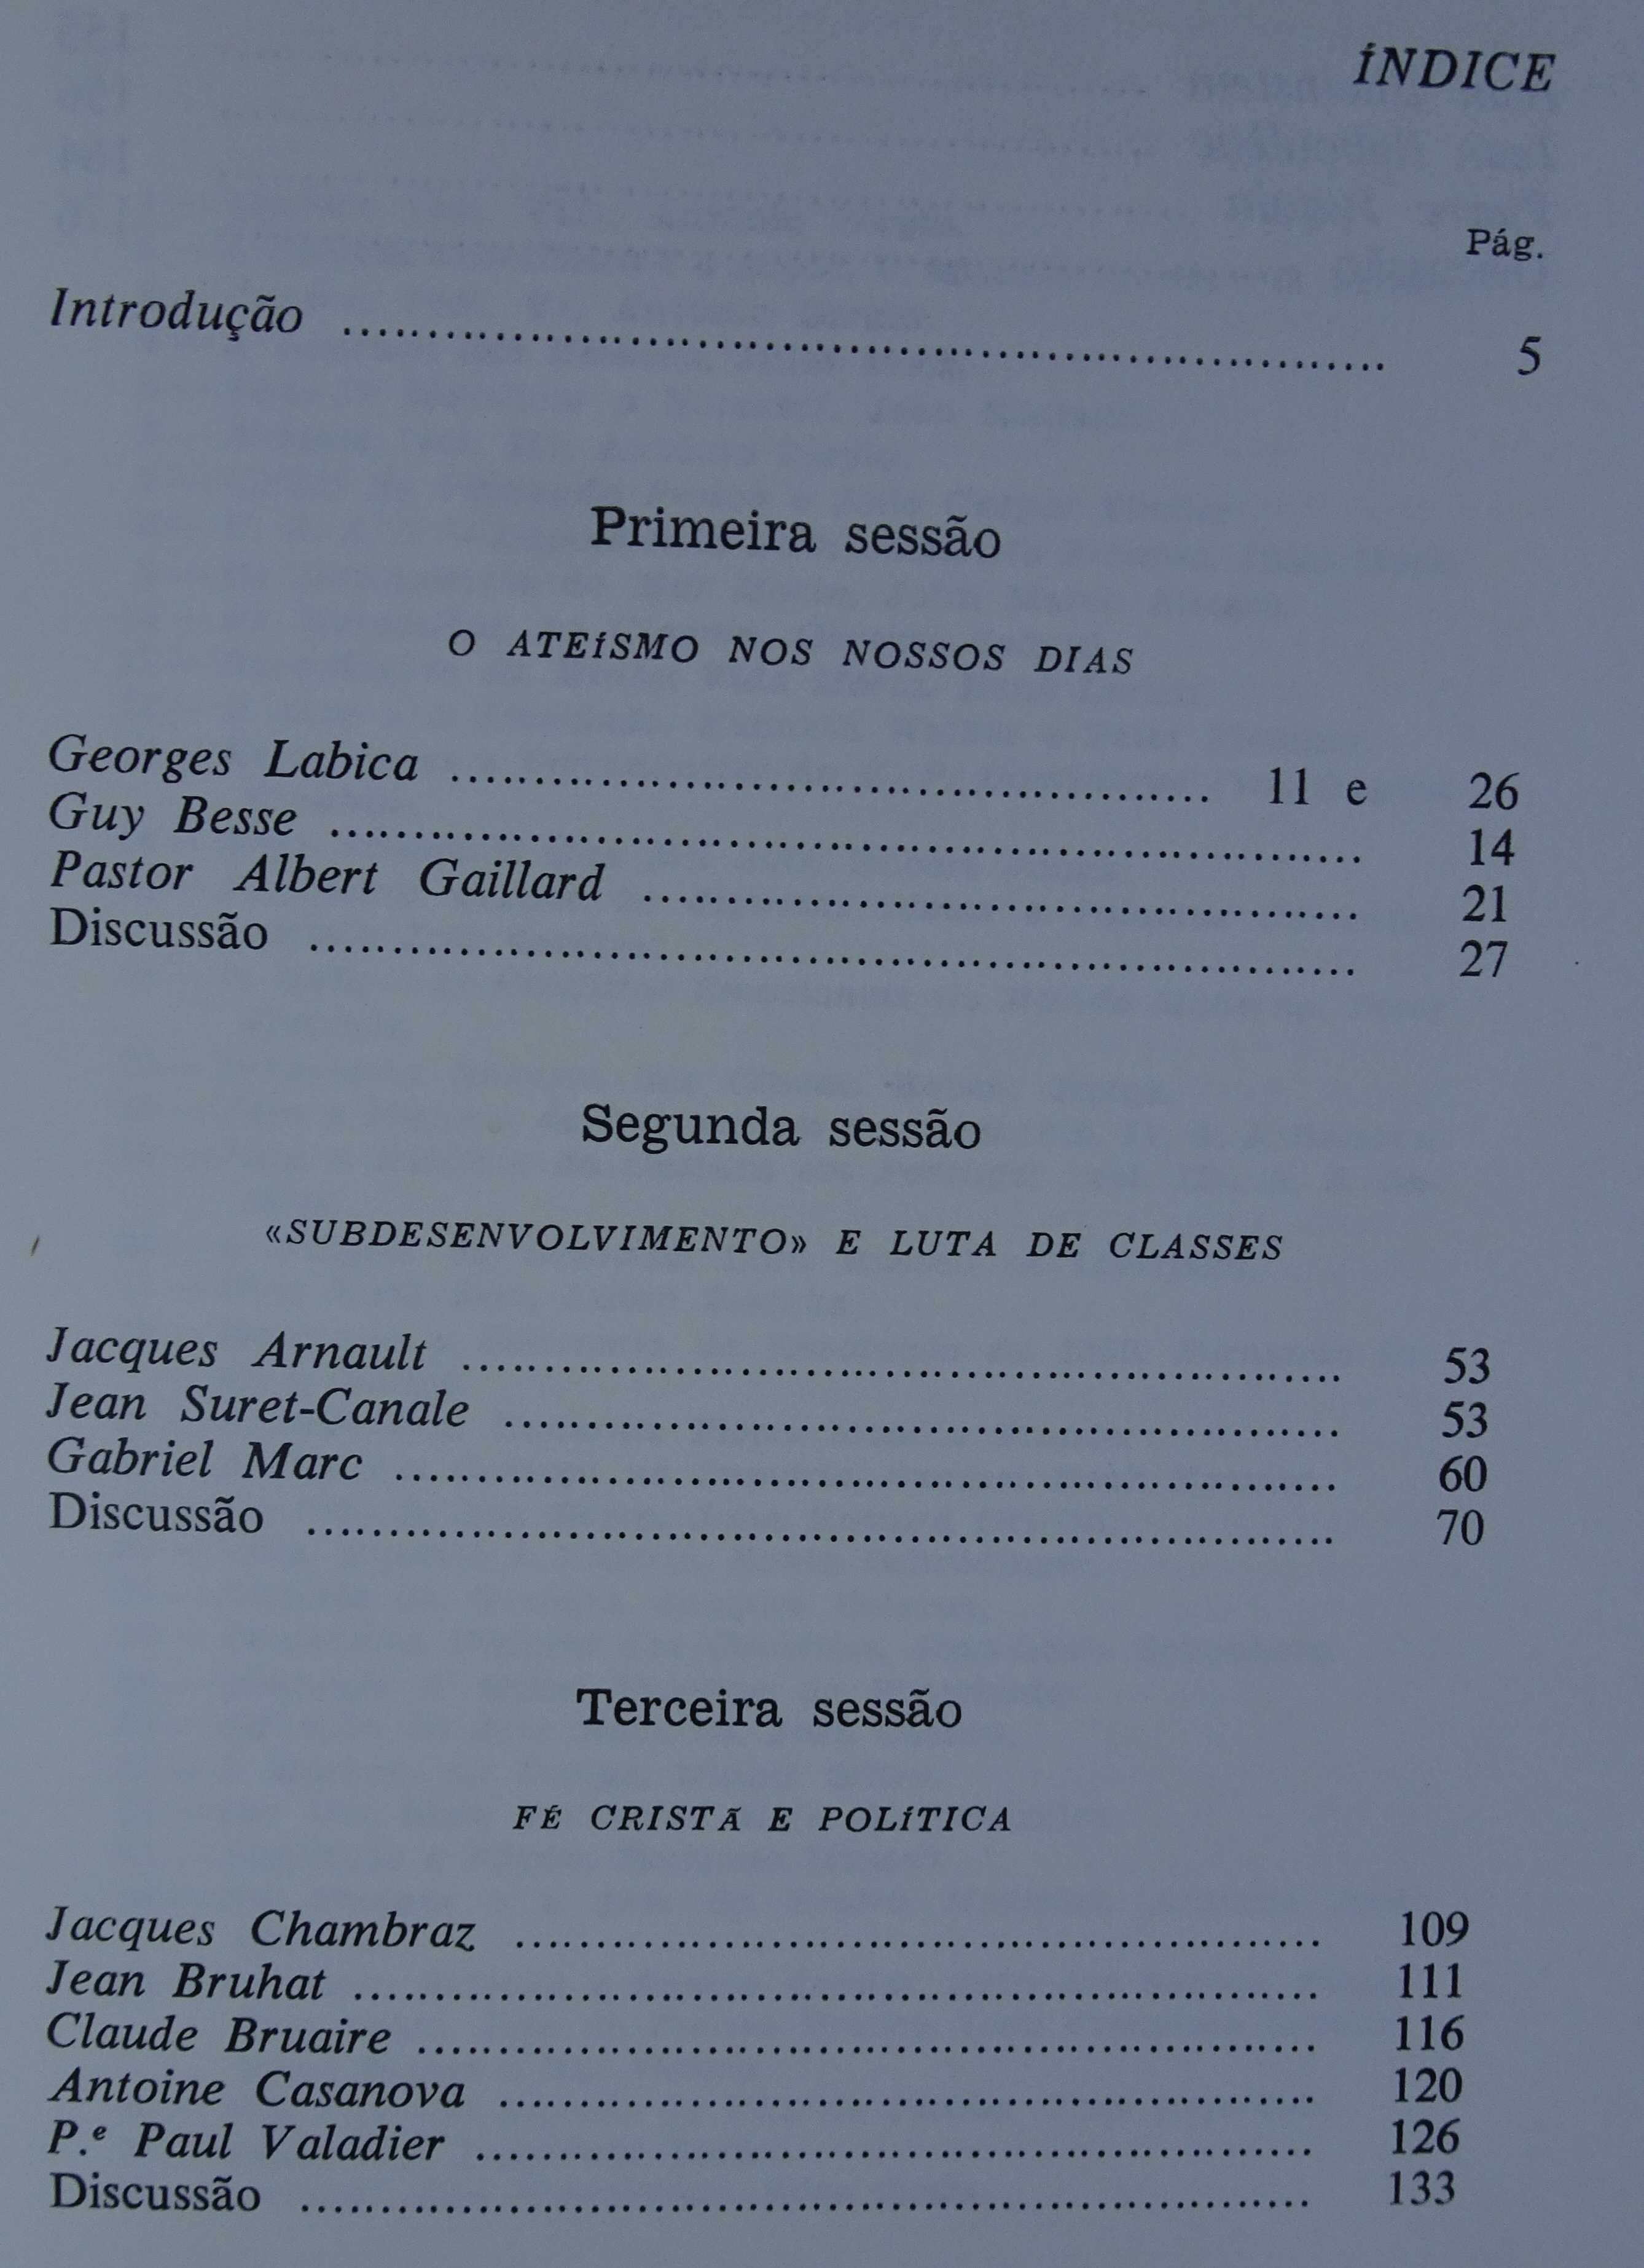 ÍNDICE
Pág.
Introdução ........................................ 5
Primeira sessão
O ATEÍSMO NOS NOSSOS DIAS
Georges Labica ........................................ 11 e 26
Guy Besse ........................................ 14
Pastor Albert Gaillard ........................................ 21
Discussão ........................................ 27
Segunda sessão
«SUBDESENVOLVIMENTO» E LUTA DE CLASSES
Jacques Arnault ........................................ 53
Jean Suret-Canale ........................................ 53
Gabriel Marc ........................................ 60
Discussão ........................................ 70
Terceira sessão
FÉ CRISTÃ E POLÍTICA
Jacques Chambraz ........................................ 109
Jean Bruhat ........................................ 111
Claude Bruaire ........................................ 116
Antoine Casanova ........................................ 120
P.ᵉ Paul Valadier ........................................ 126
Discussão ........................................ 133